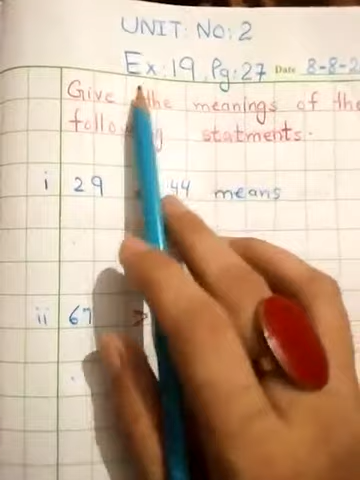 UNIT: NO: 2
Ex: 19, Pg: 27 Date 8-8-2
Give the meanings of the
following statments.
i 29 44 means
ii 67 >